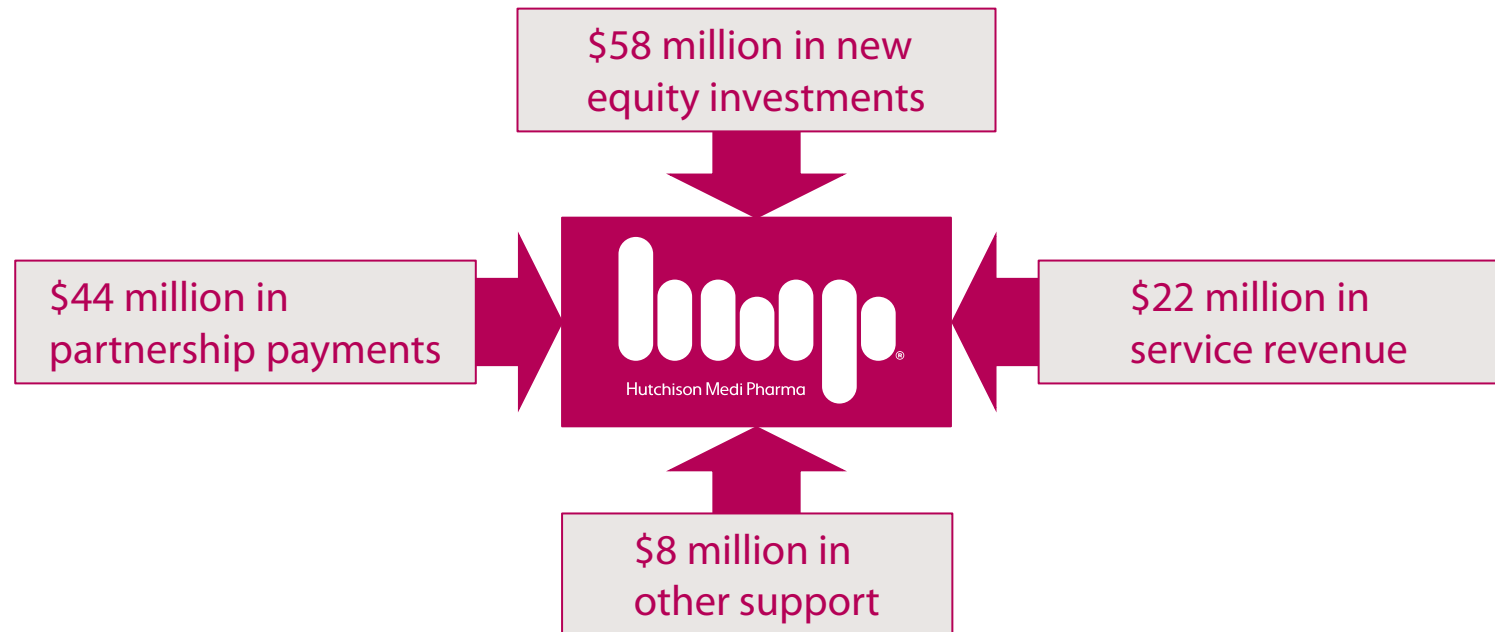 $58 million in new
equity investments
$44 million in
partnership payments
hmp®
Hutchison Medi Pharma
$22 million in
service revenue
$8 million in
other support